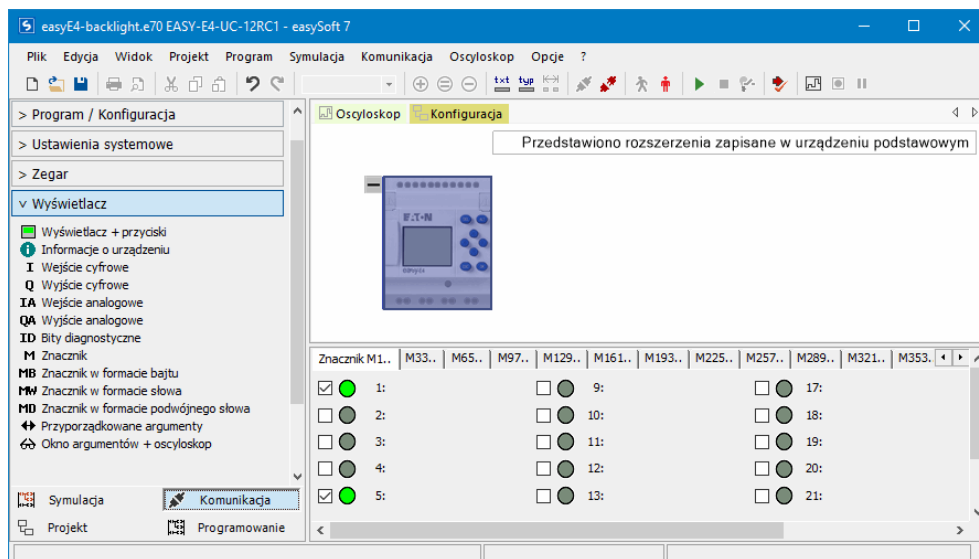 easyE4-backlight.e70 EASY-E4-UC-12RC1 - easySoft 7
Plik Edycja Widok Projekt Program Symulacja Komunikacja Oscyloskop Opcje ?
txt typ
> Program / Konfiguracja
> Ustawienia systemowe
> Zegar
v Wyświetlacz
Wyświetlacz + przyciski
Informacje o urządzeniu
I Wejście cyfrowe
Q Wyjście cyfrowe
IA Wejście analogowe
QA Wyjście analogowe
ID Bity diagnostyczne
M Znacznik
MB Znacznik w formacie bajtu
MW Znacznik w formacie słowa
MD Znacznik w formacie podwójnego słowa
Przyporządkowane argumenty
Okno argumentów + oscyloskop
Symulacja Komunikacja
Projekt Programowanie
Oscyloskop Konfiguracja
Przedstawiono rozszerzenia zapisane w urządzeniu podstawowym
E·T·N
Znacznik M1.. M33.. M65.. M97.. M129.. M161.. M193.. M225.. M257.. M289.. M321.. M353.
1: 9: 17:
2: 10: 18:
3: 11: 19:
4: 12: 20:
5: 13: 21: